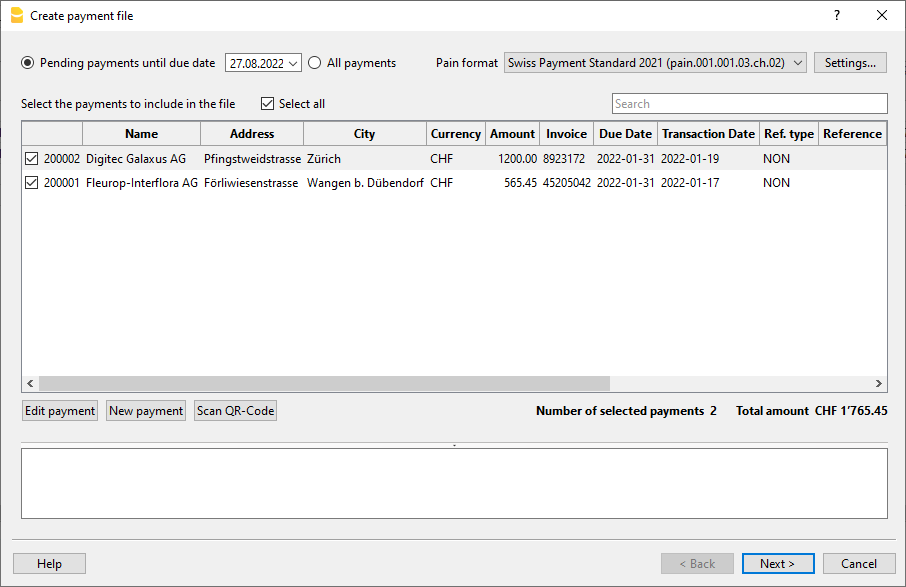 Create payment file ?
Pending payments until due date 27.08.2022 All payments Pain format Swiss Payment Standard 2021 (pain.001.001.03.ch.02) Settings...
Select the payments to include in the file Select all Search
Name Address City Currency Amount Invoice Due Date Transaction Date Ref. type Reference
200002 Digitec Galaxus AG Pfingstweidstrasse Zürich CHF 1200.00 8923172 2022-01-31 2022-01-19 NON
200001 Fleurop-Interflora AG Förliwiesenstrasse Wangen b. Dübendorf CHF 565.45 45205042 2022-01-31 2022-01-17 NON
Edit payment New payment Scan QR-Code Number of selected payments 2 Total amount CHF 1’765.45
Help < Back Next > Cancel